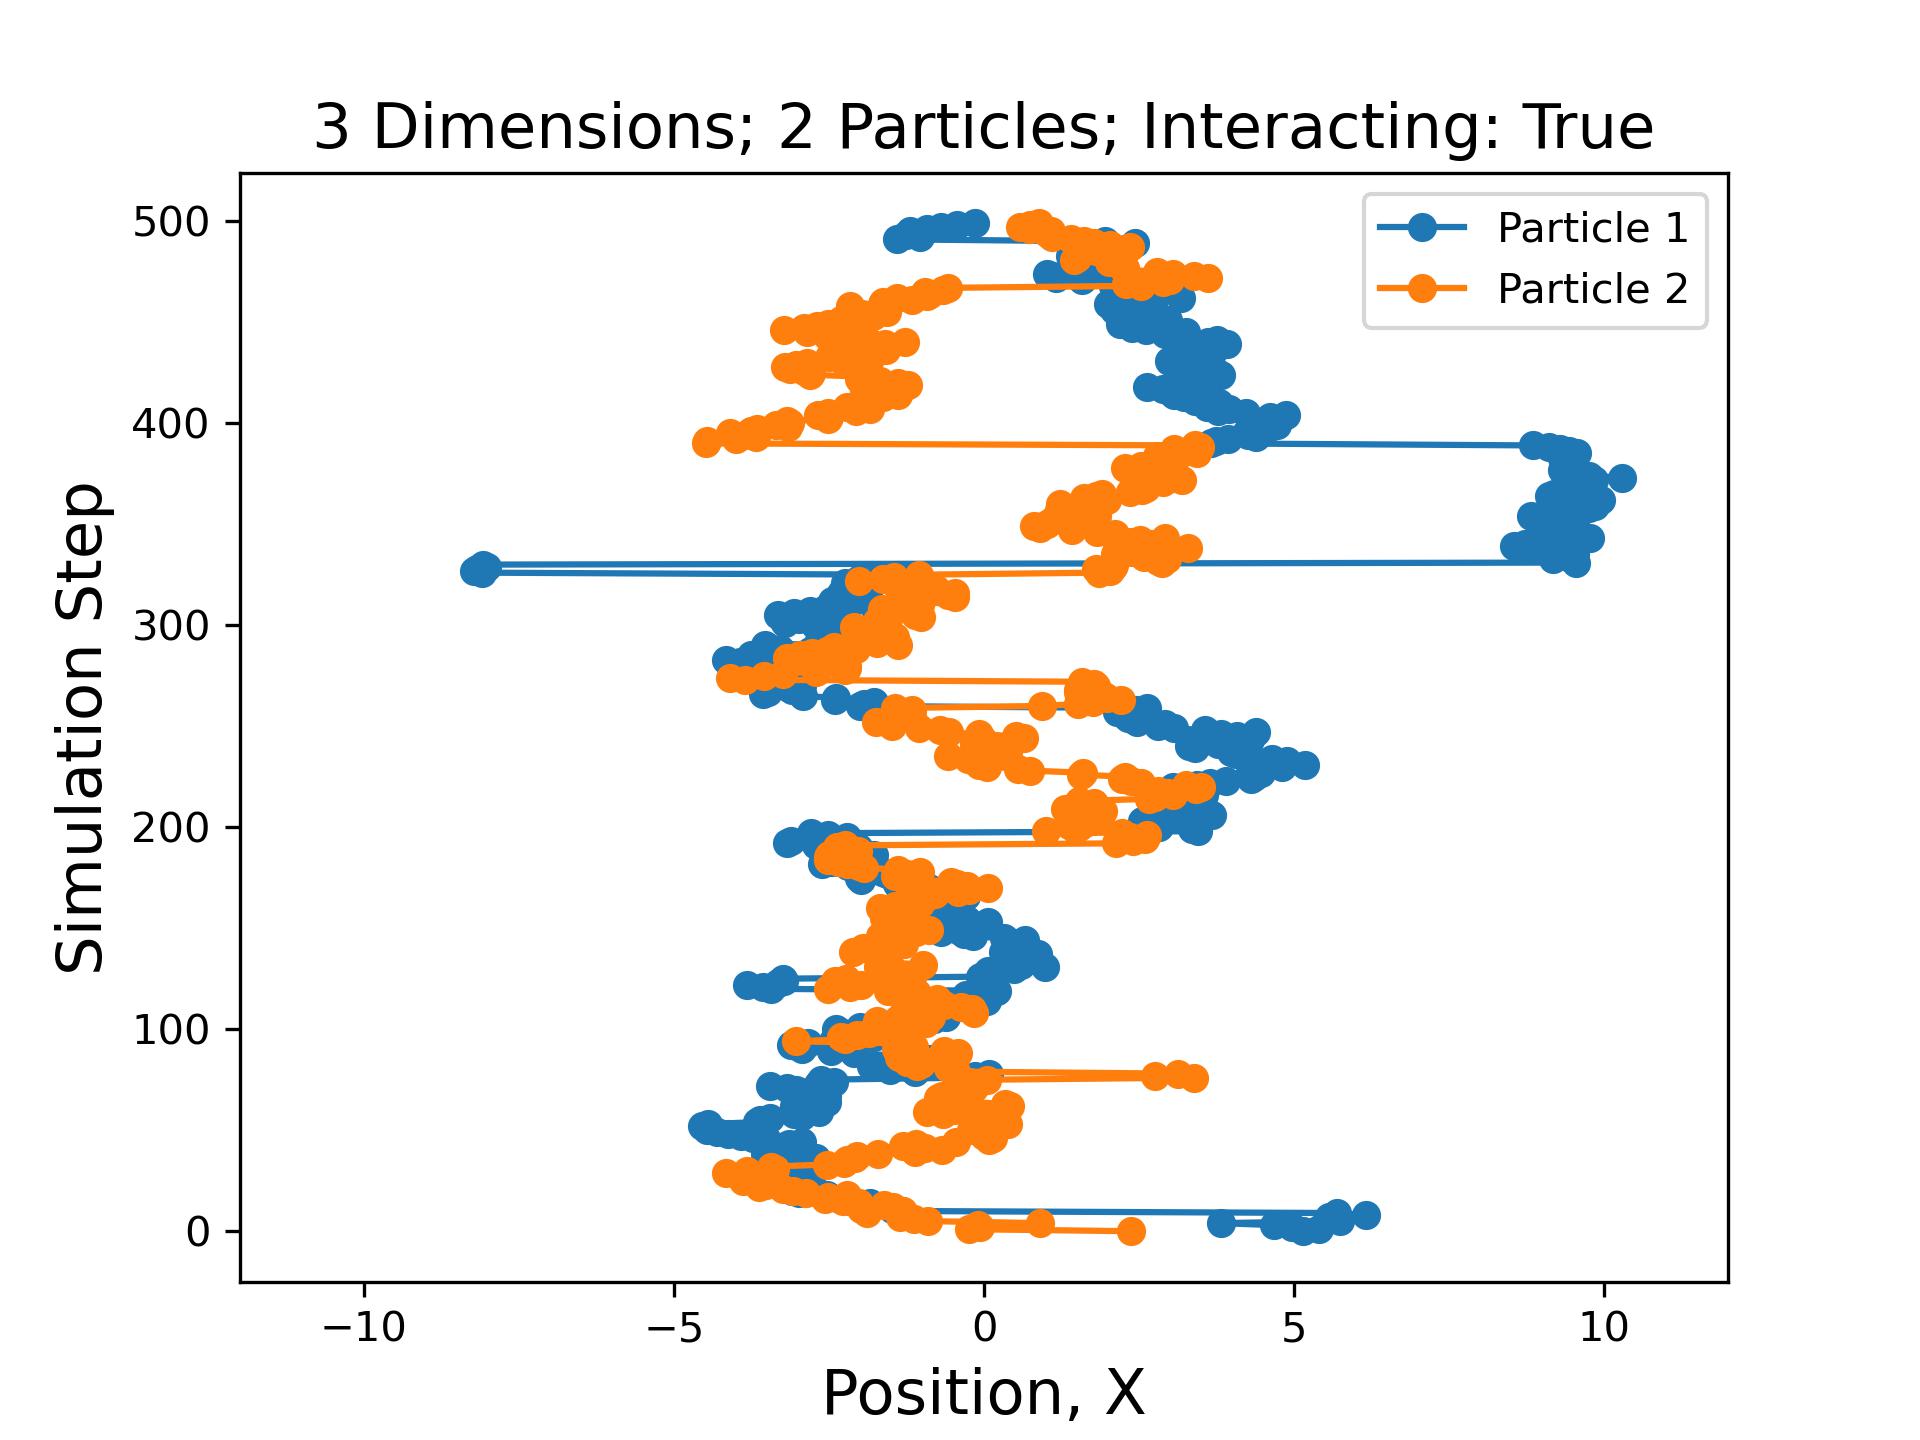 3 Dimensions; 2 Particles; Interacting: True
Particle 1
Particle 2
Simulation Step
500
400
300
200
100
0
−10
−5
0
5
10
Position, X